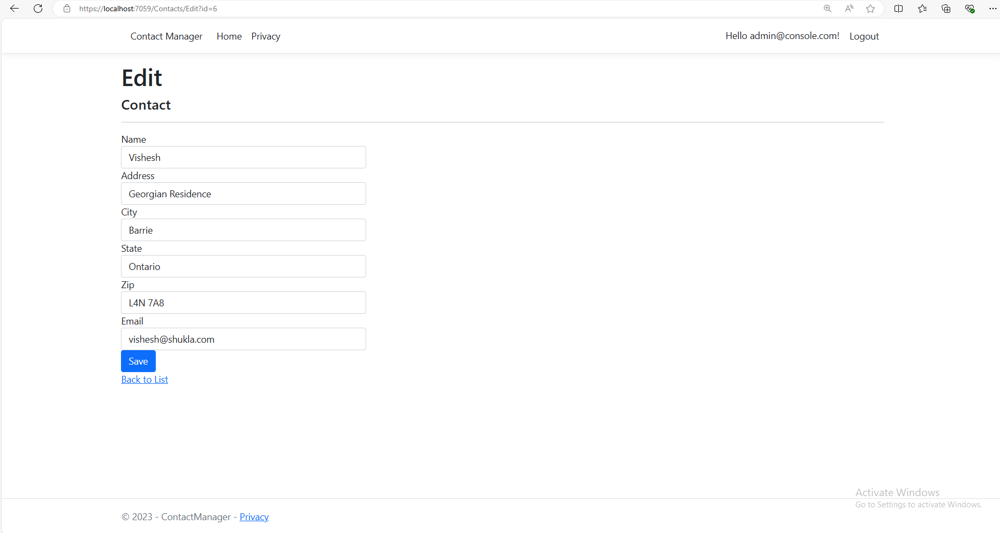 https://localhost:7059/Contacts/Edit?id=6
Contact Manager Home Privacy Hello admin@console.com! Logout
Edit
Contact
Name
Vishesh
Address
Georgian Residence
City
Barrie
State
Ontario
Zip
L4N 7A8
Email
vishesh@shukla.com
Save
Back to List
Activate Windows
Go to Settings to activate Windows.
© 2023 - ContactManager - Privacy